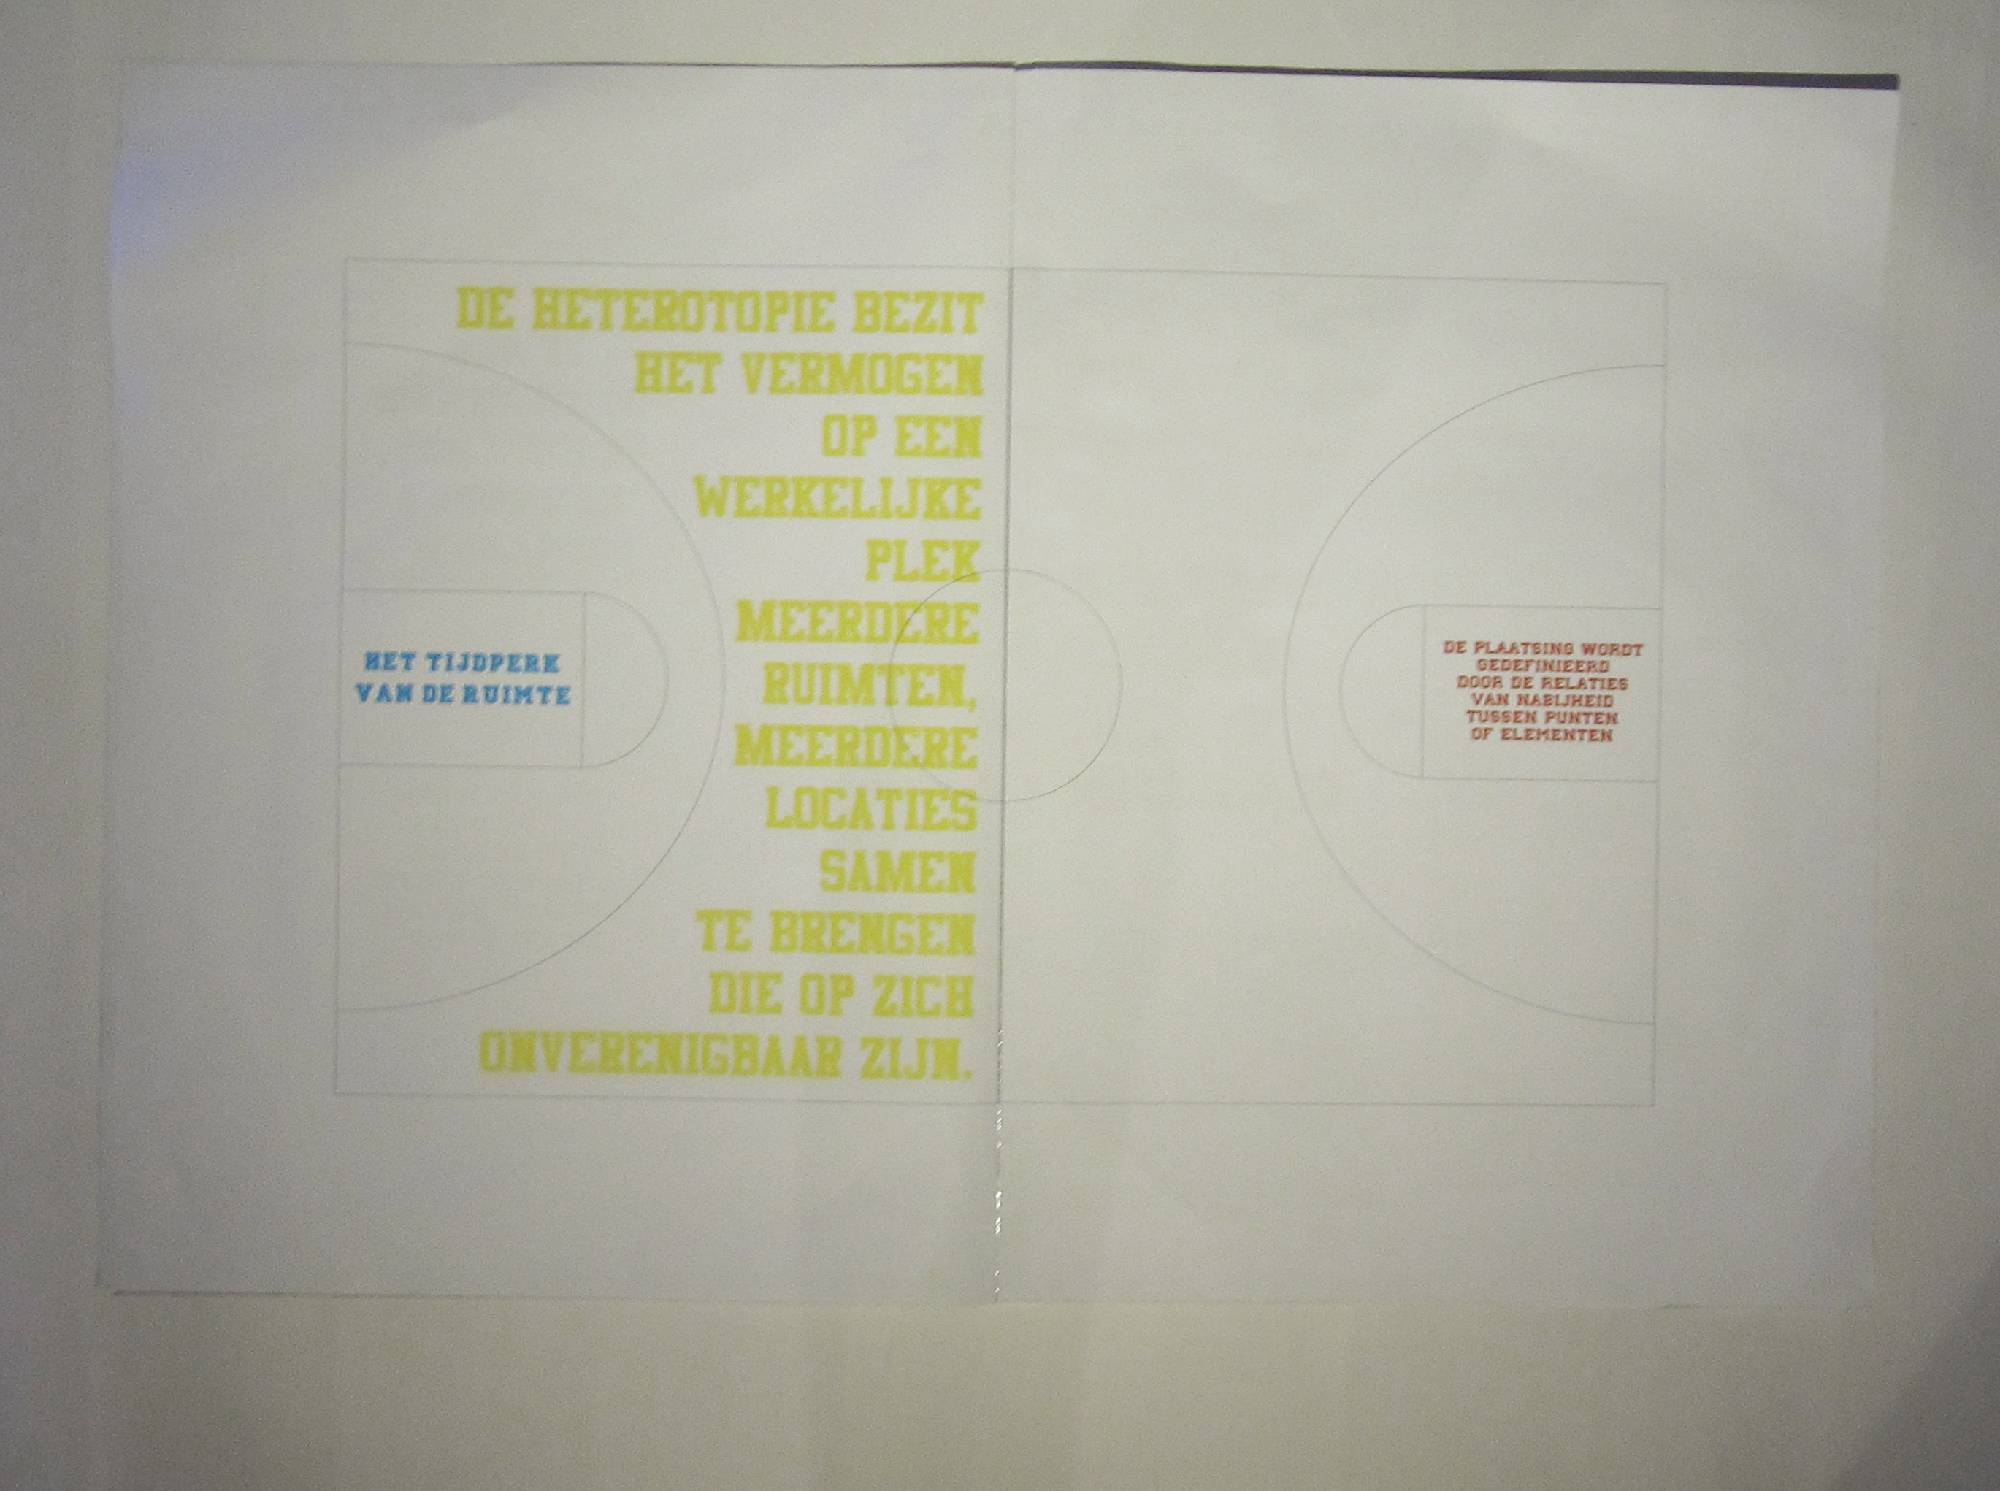 HET TIJDPERK
VAN DE RUIMTE
DE HETEROTOPIE BEZIT
HET VERMOGEN
OP EEN
WERKELIJKE
PLEK
MEERDERE
RUIMTEN,
MEERDERE
LOCATIES
SAMEN
TE BRENGEN
DIE OP ZICH
ONVERENIGBAAR ZIJN.
DE PLAATSING WORDT
GEDEFINIEERD
DOOR DE RELATIES
VAN NABIJHEID
TUSSEN PUNTEN
OF ELEMENTEN